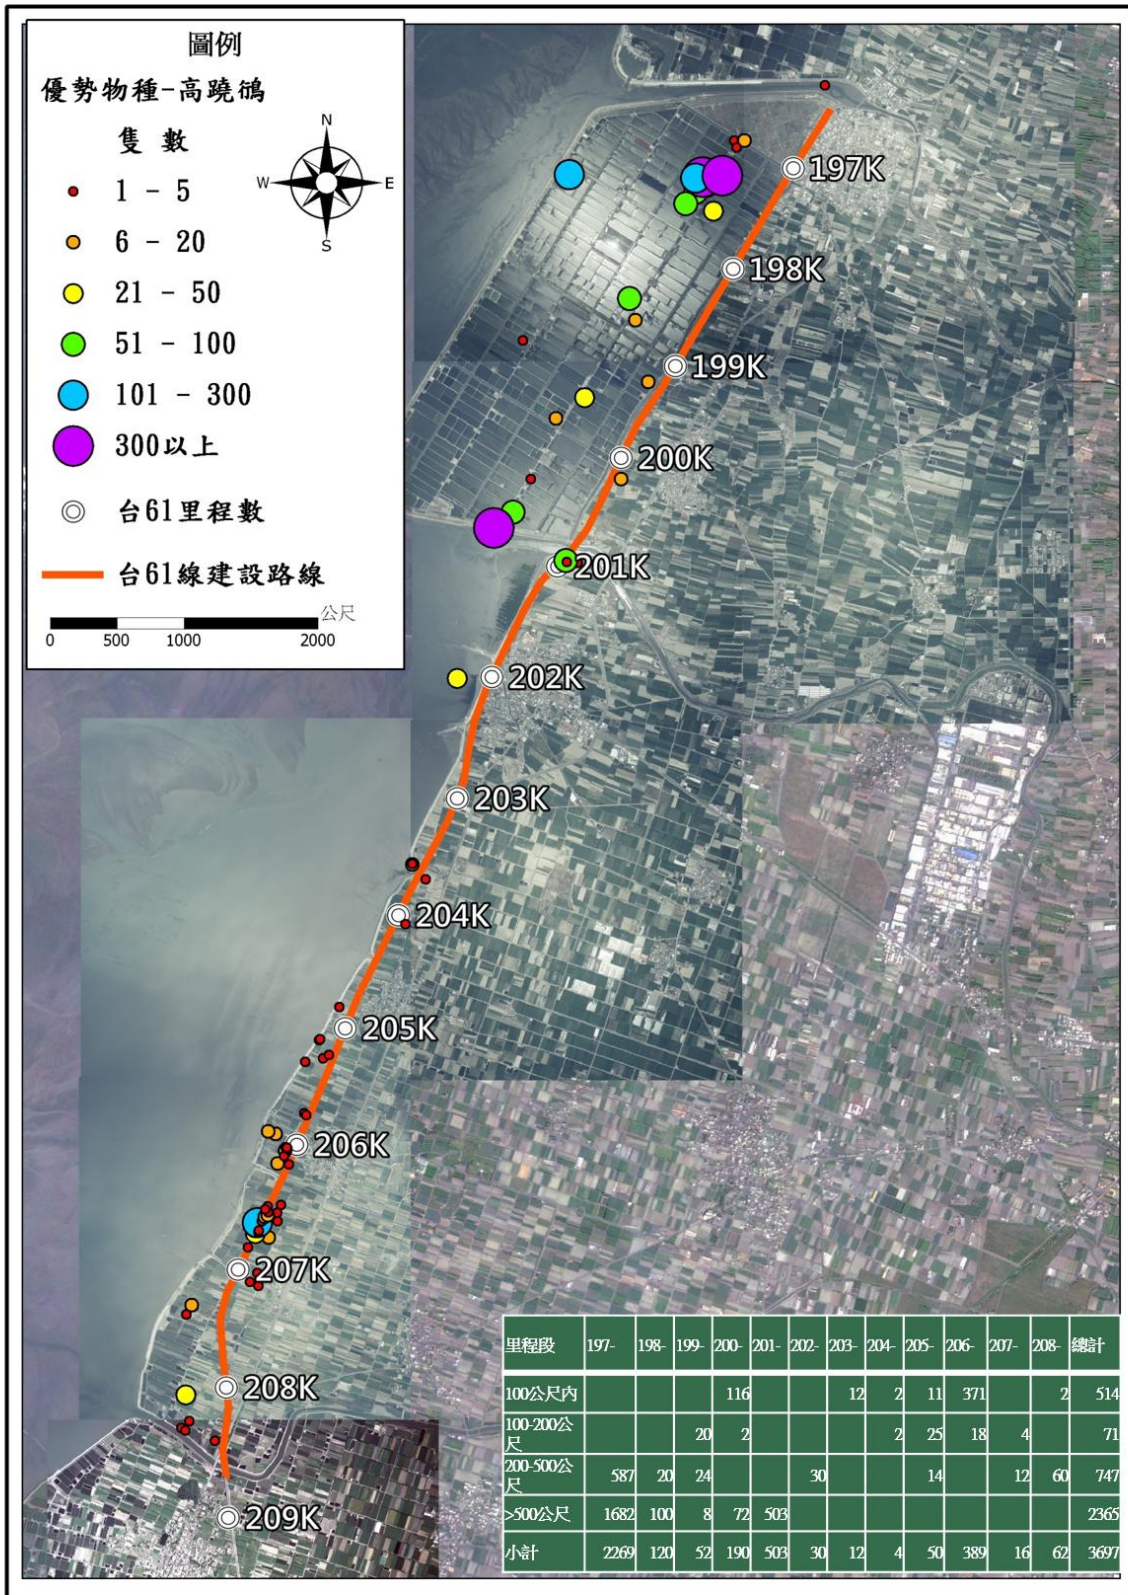 圖例
優勢物種-高蹺鴴
隻 數
1 - 5
6 - 20
21 - 50
51 - 100
101 - 300
300以上
台61里程數
台61線建設路線
公尺
0 500 1000 2000
N
W E
S
197K
198K
199K
200K
201K
202K
203K
204K
205K
206K
207K
208K
209K
里程段 197- 198- 199- 200- 201- 202- 203- 204- 205- 206- 207- 208- 總計
100公尺內 116 12 2 11 371 2 514
100-200公尺 20 2 2 25 18 4 71
200-500公尺 587 20 24 30 14 12 60 747
>500公尺 1682 100 8 72 503 2365
小計 2269 120 52 190 503 30 12 4 50 389 16 62 3697